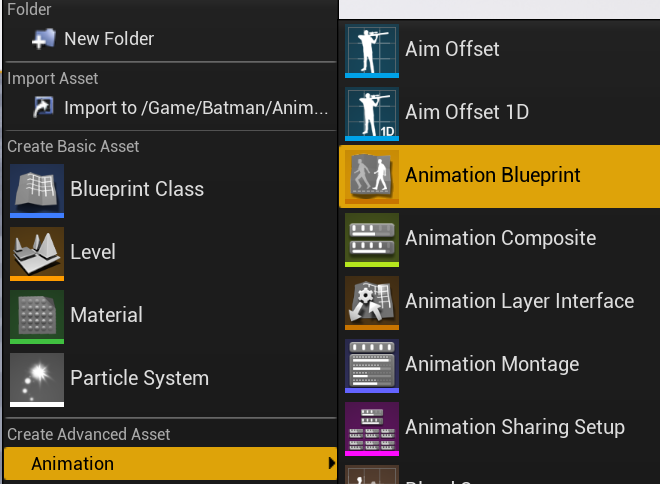 Folder
New Folder
Import Asset
Import to /Game/Batman/Anim...
Create Basic Asset
Blueprint Class
Level
Material
Particle System
Create Advanced Asset
Animation
Aim Offset
1D
Aim Offset 1D
Animation Blueprint
Animation Composite
Animation Layer Interface
Animation Montage
Animation Sharing Setup